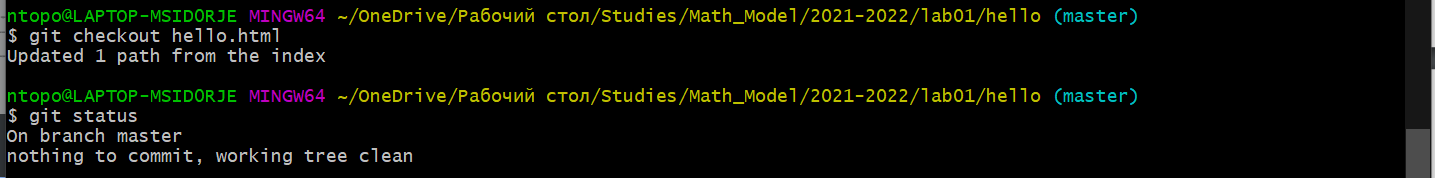 ntopo@LAPTOP-MSIDORJE MINGW64 ~/OneDrive/Рабочий стол/Studies/Math_Model/2021-2022/lab01/hello (master)
$ git checkout hello.html
Updated 1 path from the index
ntopo@LAPTOP-MSIDORJE MINGW64 ~/OneDrive/Рабочий стол/Studies/Math_Model/2021-2022/lab01/hello (master)
$ git status
On branch master
nothing to commit, working tree clean